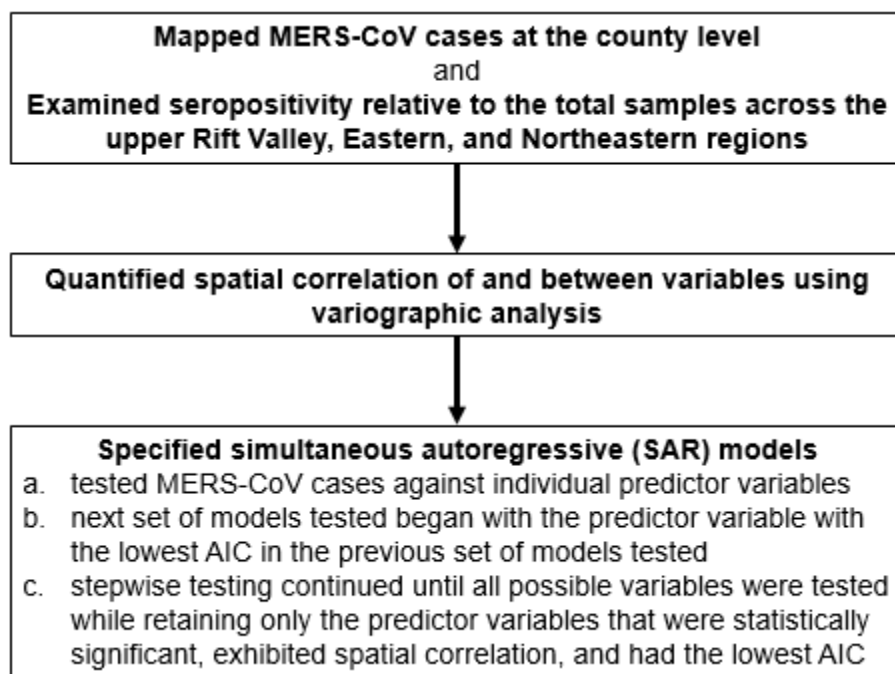 Mapped MERS-CoV cases at the county level
and
Examined seropositivity relative to the total samples across the
upper Rift Valley, Eastern, and Northeastern regions
Quantified spatial correlation of and between variables using
variographic analysis
Specified simultaneous autoregressive (SAR) models
a. tested MERS-CoV cases against individual predictor variables
b. next set of models tested began with the predictor variable with
the lowest AIC in the previous set of models tested
c. stepwise testing continued until all possible variables were tested
while retaining only the predictor variables that were statistically
significant, exhibited spatial correlation, and had the lowest AIC